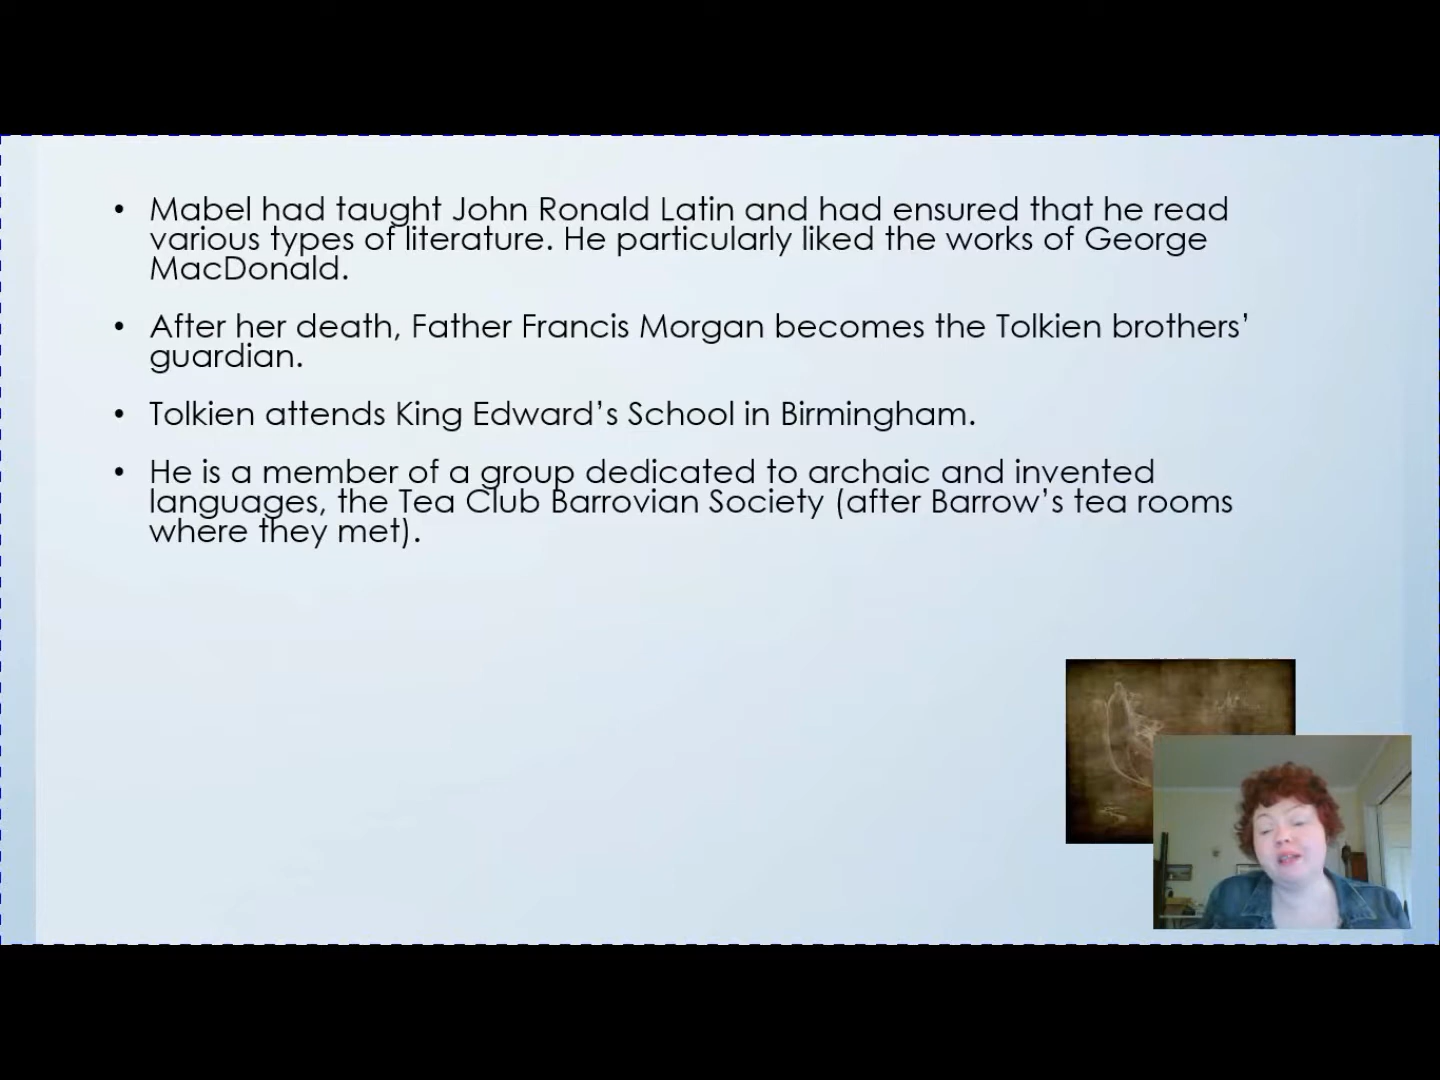 • Mabel had taught John Ronald Latin and had ensured that he read
various types of literature. He particularly liked the works of George
MacDonald.
• After her death, Father Francis Morgan becomes the Tolkien brothers’
guardian.
• Tolkien attends King Edward’s School in Birmingham.
• He is a member of a group dedicated to archaic and invented
languages, the Tea Club Barrovian Society (after Barrow’s tea rooms
where they met).